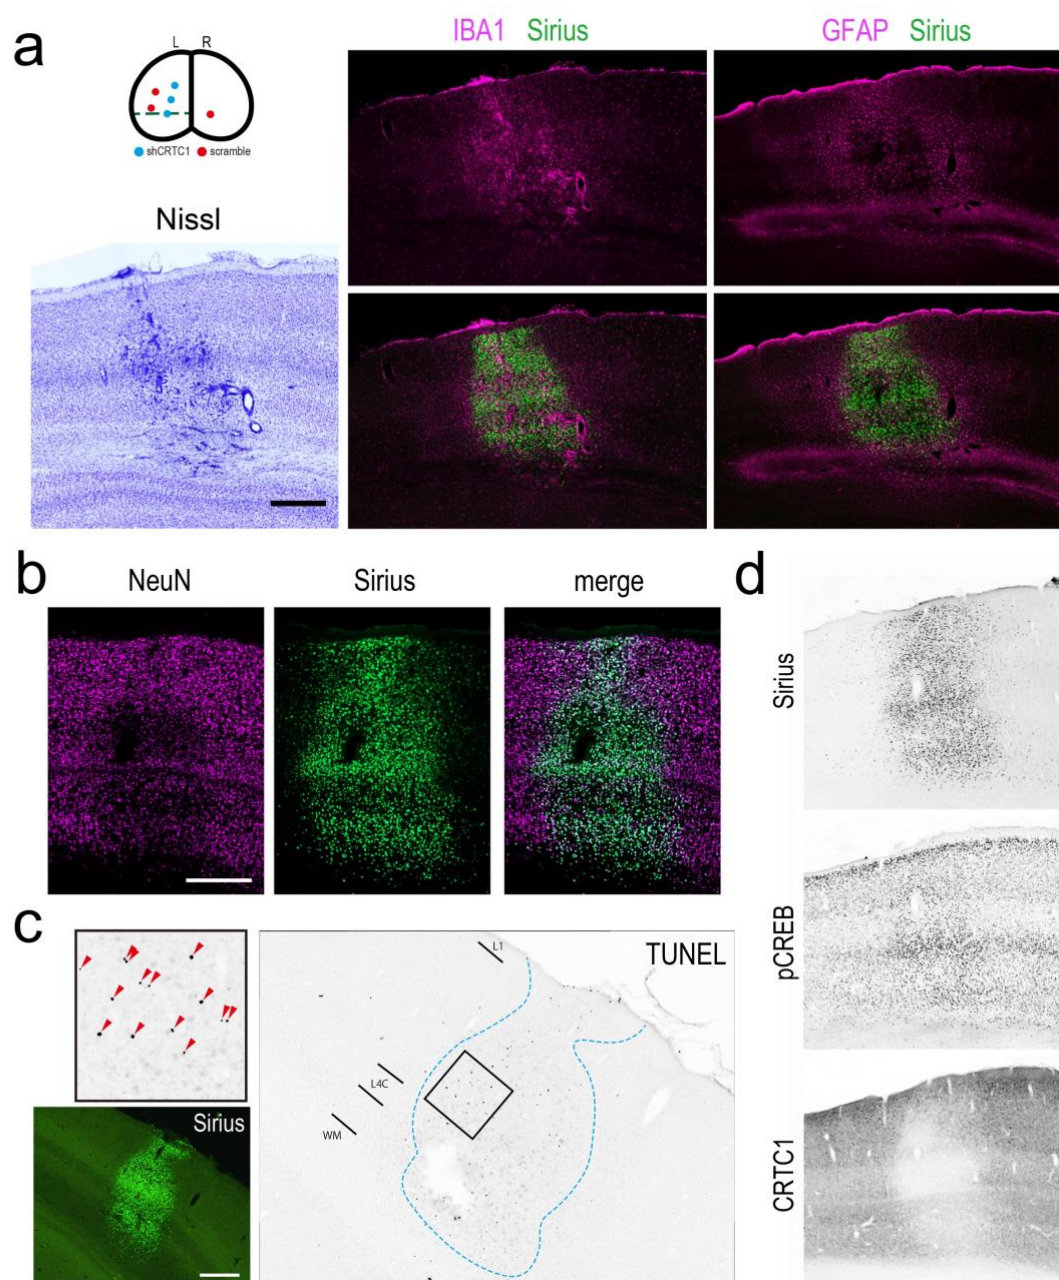 a
L R
shCRTC1 scramble
Nissl
IBA1 Sirius
GFAP Sirius
b
NeuN
Sirius
merge
c
Sirius
TUNEL
L1
L4C
WM
d
Sirius
pCREB
CRTC1